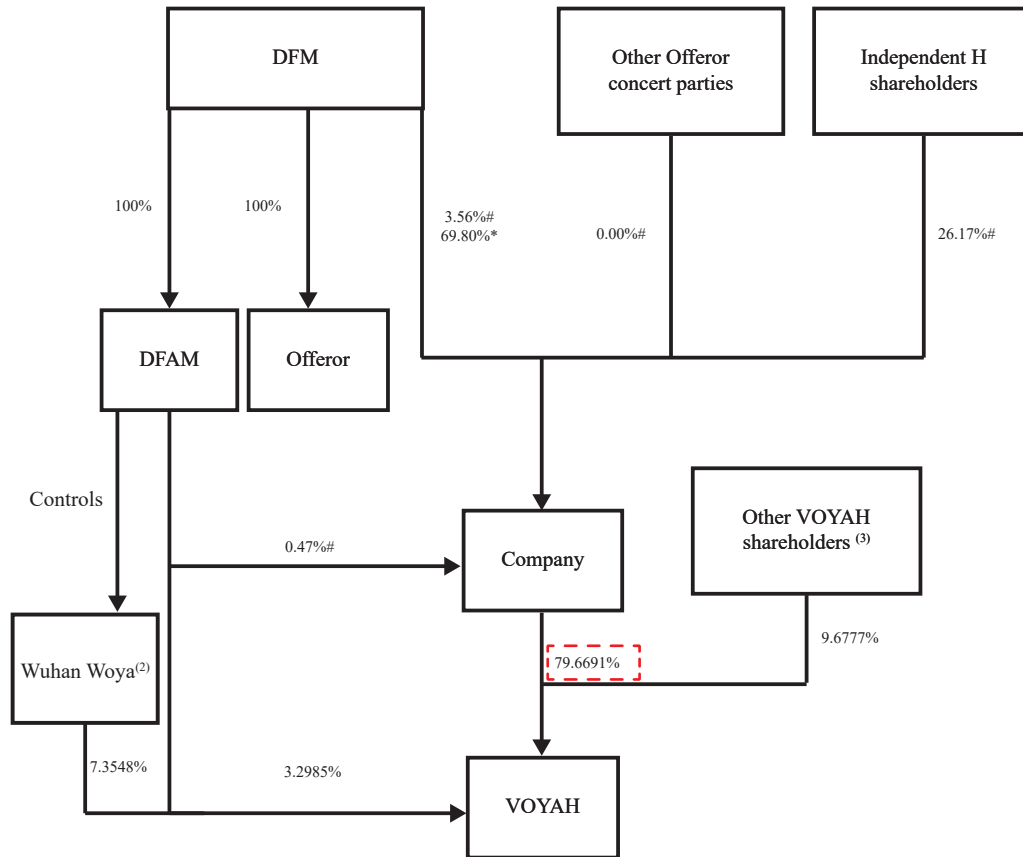 DFM
Other Offeror
concert parties
Independent H
shareholders
100%
100%
3.56%#
69.80%*
0.00%#
26.17%#
DFAM
Offeror
Controls
0.47%#
Company
Other VOYAH
shareholders (3)
Wuhan Woya(2)
79.6691%
9.6777%
7.3548%
3.2985%
VOYAH